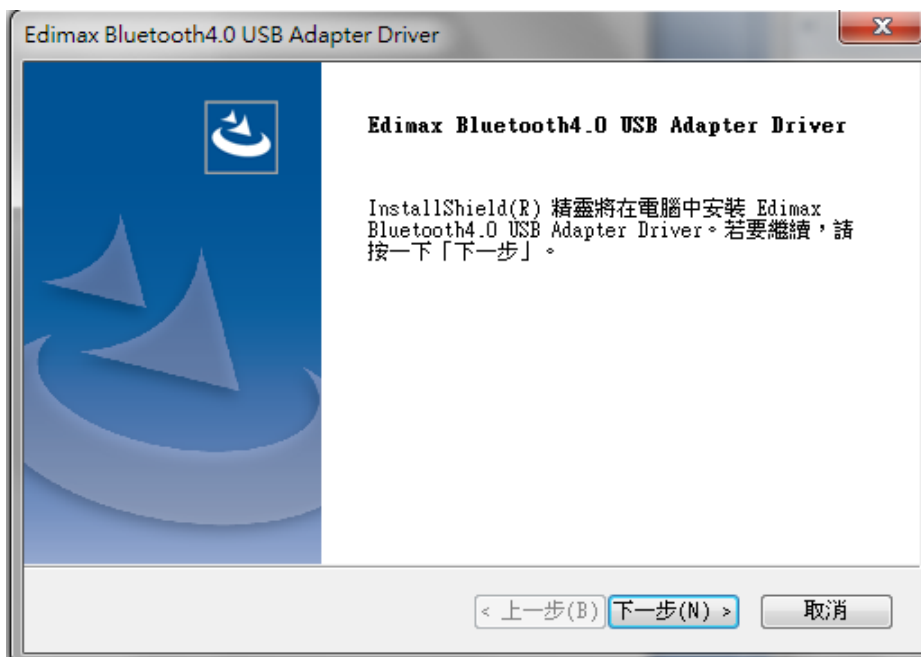 Edimax Bluetooth4.0 USB Adapter Driver
Edimax Bluetooth4.0 USB Adapter Driver
InstallShield(R) 精靈將在電腦中安裝 Edimax
Bluetooth4.0 USB Adapter Driver。若要繼續，請
按一下「下一步」。
< 上一步(B) 下一步(N) > 取消